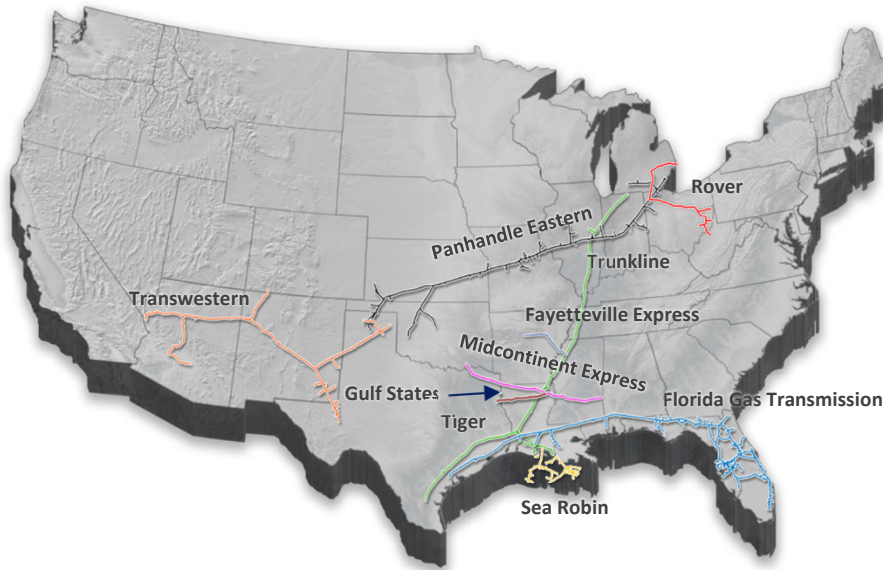 Rover
Panhandle Eastern
Trunkline
Transwestern
Fayetteville Express
Midcontinent Express
Gulf States
Florida Gas Transmission
Tiger
Sea Robin